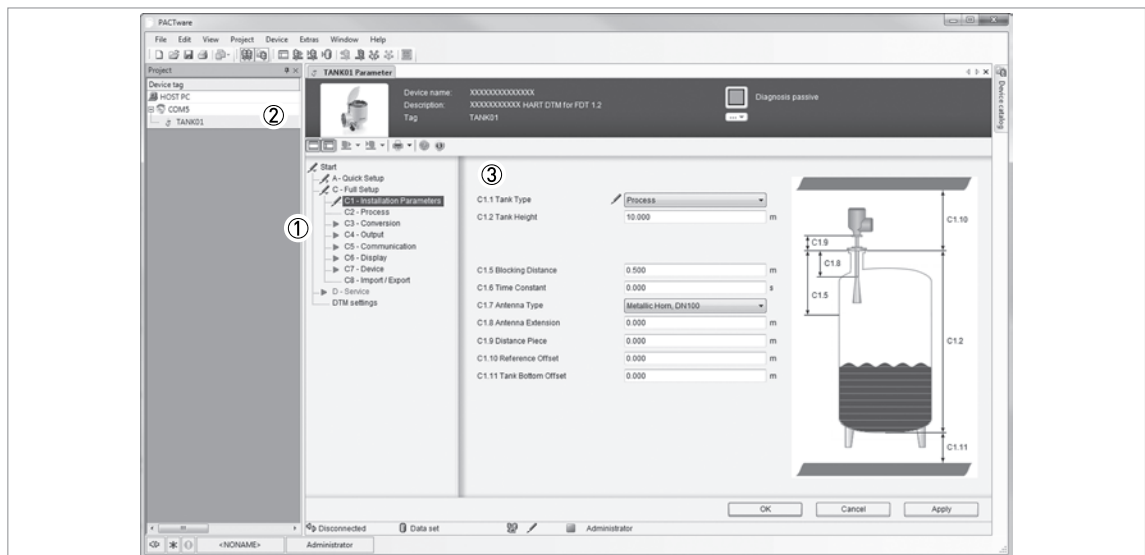 PACTware
File Edit View Project Device Extras Window Help
Project
Device tag
HOST PC
COM5
TANK01
②
TANK01 Parameter
Device name: XXXXXXXXXXXXXX
Description: XXXXXXXXXXX HART DTM for FDT 1.2
Tag TANK01
Diagnosis passive
Device catalog
①
Start
A - Quick Setup
C - Full Setup
C1 - Installation Parameters
C2 - Process
C3 - Conversion
C4 - Output
C5 - Communication
C6 - Display
C7 - Device
C8 - Import / Export
D - Service
DTM settings
③
C1.1 Tank Type Process
C1.2 Tank Height 10.000 m
C1.5 Blocking Distance 0.500 m
C1.6 Time Constant 0.000 s
C1.7 Antenna Type Metallic Horn, DN100
C1.8 Antenna Extension 0.000 m
C1.9 Distance Piece 0.000 m
C1.10 Reference Offset 0.000 m
C1.11 Tank Bottom Offset 0.000 m
C1.10
C1.9
C1.8
C1.5
C1.2
C1.11
OK Cancel Apply
Disconnected Data set Administrator
<NONAME> Administrator